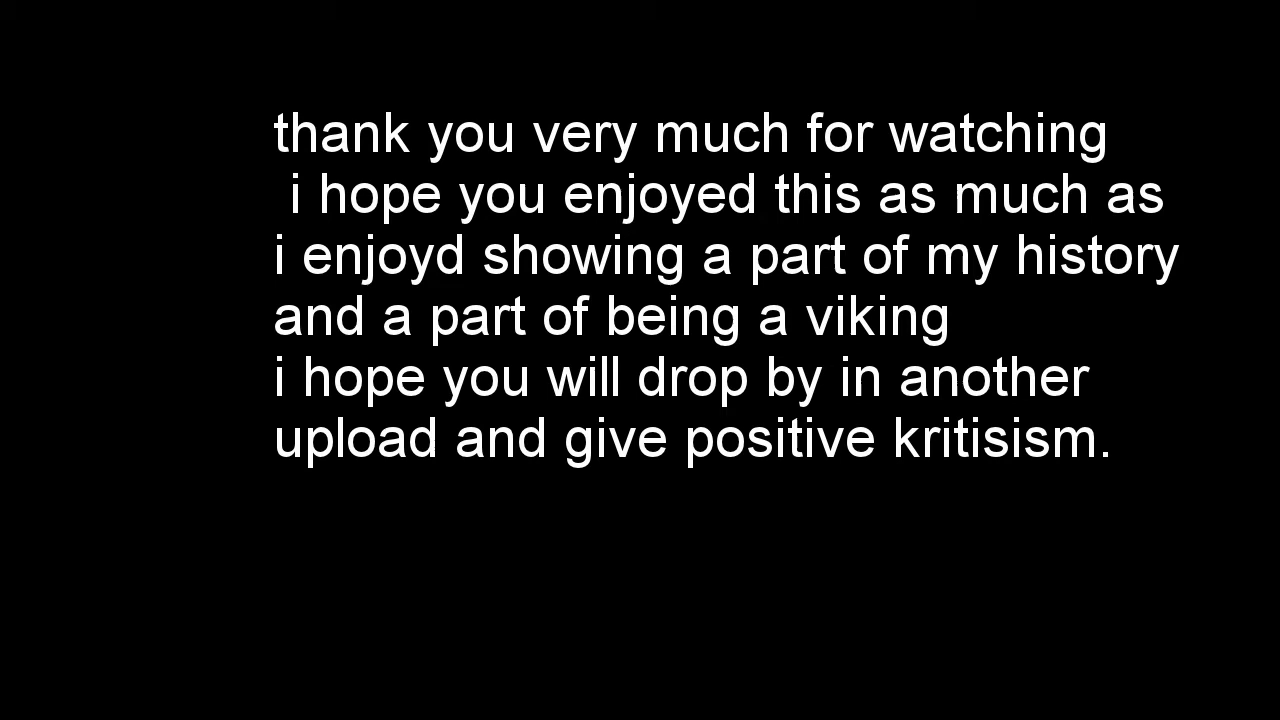 thank you very much for watching
i hope you enjoyed this as much as
i enjoyd showing a part of my history
and a part of being a viking
i hope you will drop by in another
upload and give positive kritisism.